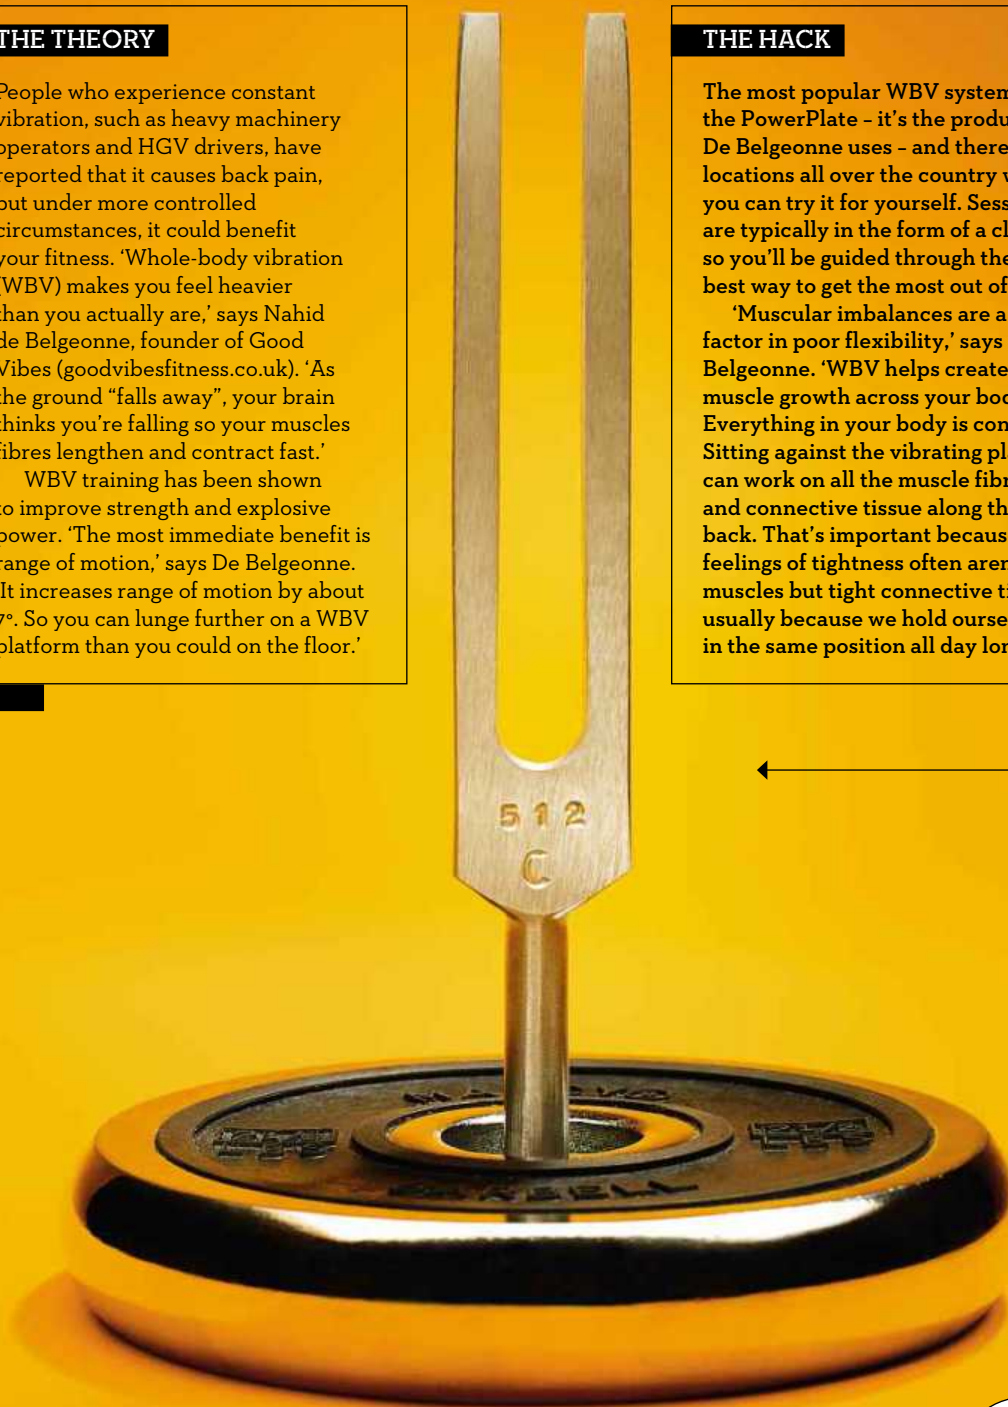 THE THEORY
People who experience constant
vibration, such as heavy machinery
operators and HGV drivers, have
reported that it causes back pain,
but under more controlled
circumstances, it could benefit
your fitness. ‘Whole-body vibration
(WBV) makes you feel heavier
than you actually are,’ says Nahid
de Belgeonne, founder of Good
Vibes (goodvibesfitness.co.uk). ‘As
the ground “falls away”, your brain
thinks you’re falling so your muscles
fibres lengthen and contract fast.’
WBV training has been shown
to improve strength and explosive
power. ‘The most immediate benefit is
range of motion,’ says De Belgeonne.
‘It increases range of motion by about
7°. So you can lunge further on a WBV
platform than you could on the floor.’
THE HACK
The most popular WBV system
the PowerPlate – it’s the produ
De Belgeonne uses – and there
locations all over the country
you can try it for yourself. Sess
are typically in the form of a cl
so you’ll be guided through the
best way to get the most out of
‘Muscular imbalances are a
factor in poor flexibility,’ says
Belgeonne. ‘WBV helps create
muscle growth across your bod
Everything in your body is con
Sitting against the vibrating pl
can work on all the muscle fibr
and connective tissue along th
back. That’s important becaus
feelings of tightness often aren
muscles but tight connective ti
usually because we hold ourse
in the same position all day lon
512
C